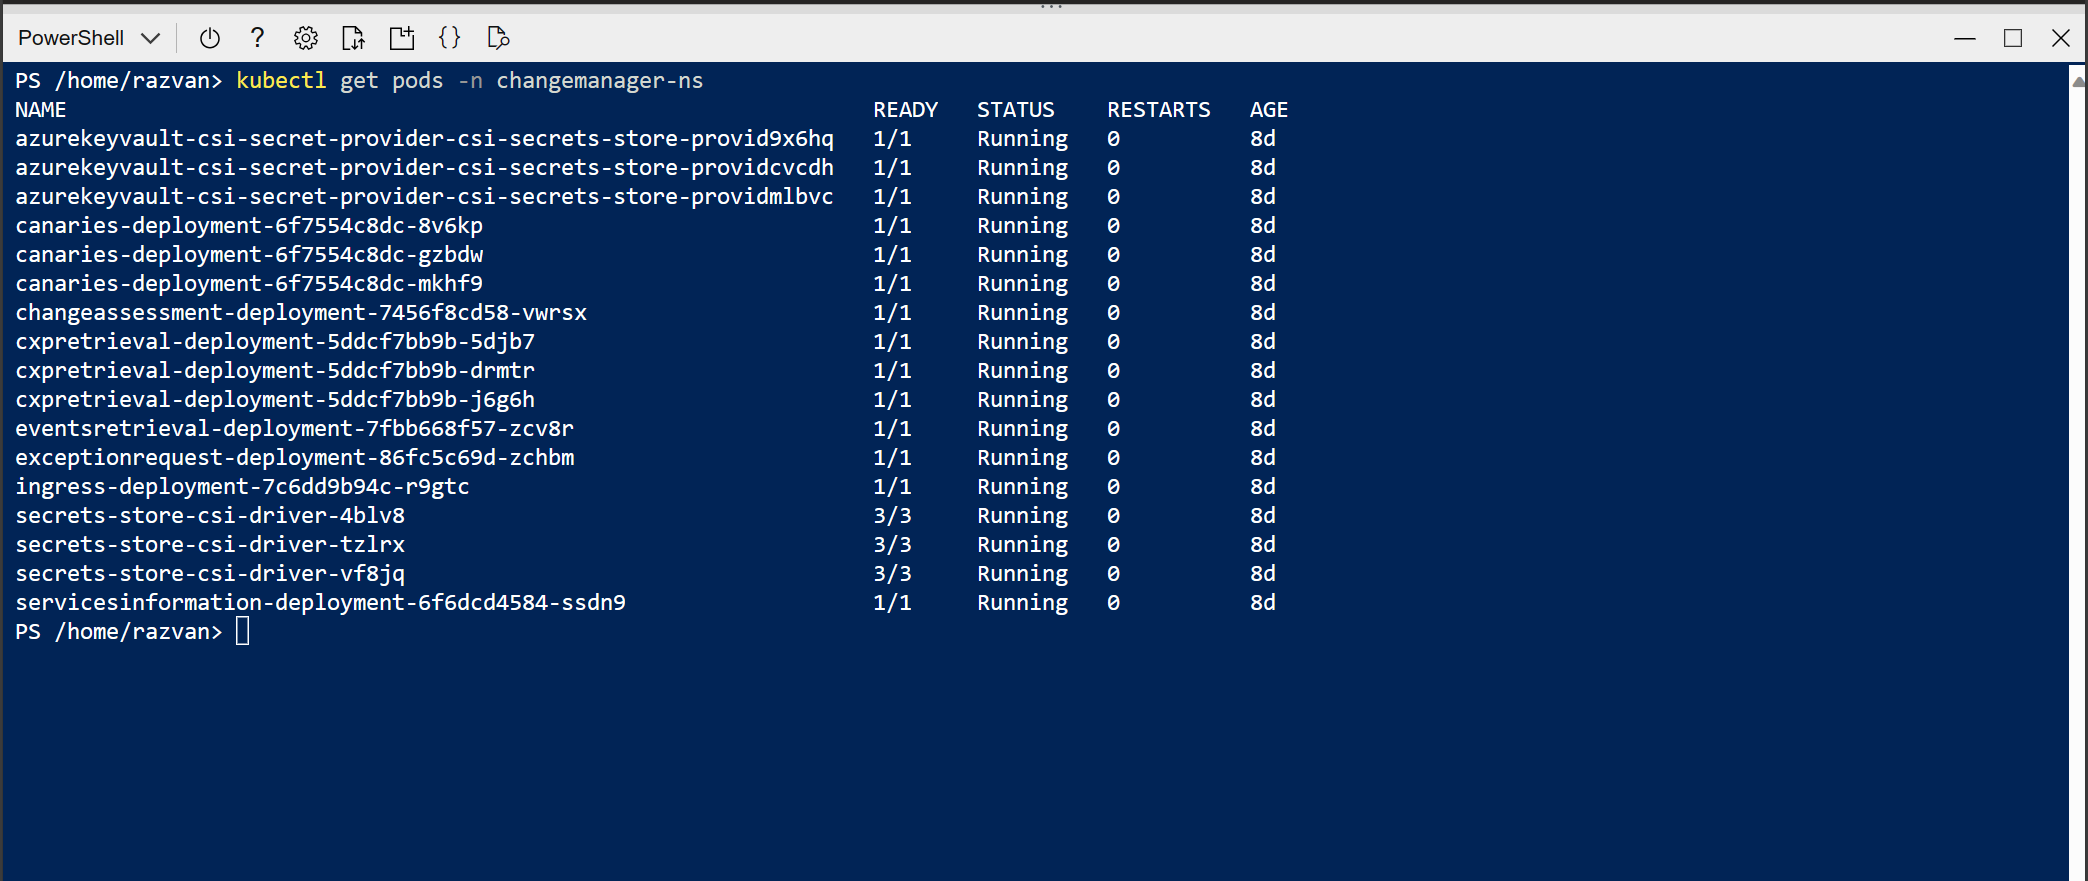 PowerShell
PS /home/razvan> kubectl get pods -n changemanager-ns
NAME READY STATUS RESTARTS AGE
azurekeyvault-csi-secret-provider-csi-secrets-store-provid9x6hq 1/1 Running 0 8d
azurekeyvault-csi-secret-provider-csi-secrets-store-providcvcdh 1/1 Running 0 8d
azurekeyvault-csi-secret-provider-csi-secrets-store-providmlbvc 1/1 Running 0 8d
canaries-deployment-6f7554c8dc-8v6kp 1/1 Running 0 8d
canaries-deployment-6f7554c8dc-gzbdw 1/1 Running 0 8d
canaries-deployment-6f7554c8dc-mkhf9 1/1 Running 0 8d
changeassessment-deployment-7456f8cd58-vwrsx 1/1 Running 0 8d
cxpretrieval-deployment-5ddcf7bb9b-5djb7 1/1 Running 0 8d
cxpretrieval-deployment-5ddcf7bb9b-drmtr 1/1 Running 0 8d
cxpretrieval-deployment-5ddcf7bb9b-j6g6h 1/1 Running 0 8d
eventsretrieval-deployment-7fbb668f57-zcv8r 1/1 Running 0 8d
exceptionrequest-deployment-86fc5c69d-zchbm 1/1 Running 0 8d
ingress-deployment-7c6dd9b94c-r9gtc 1/1 Running 0 8d
secrets-store-csi-driver-4blv8 3/3 Running 0 8d
secrets-store-csi-driver-tzlrx 3/3 Running 0 8d
secrets-store-csi-driver-vf8jq 3/3 Running 0 8d
servicesinformation-deployment-6f6dcd4584-ssdn9 1/1 Running 0 8d
PS /home/razvan>